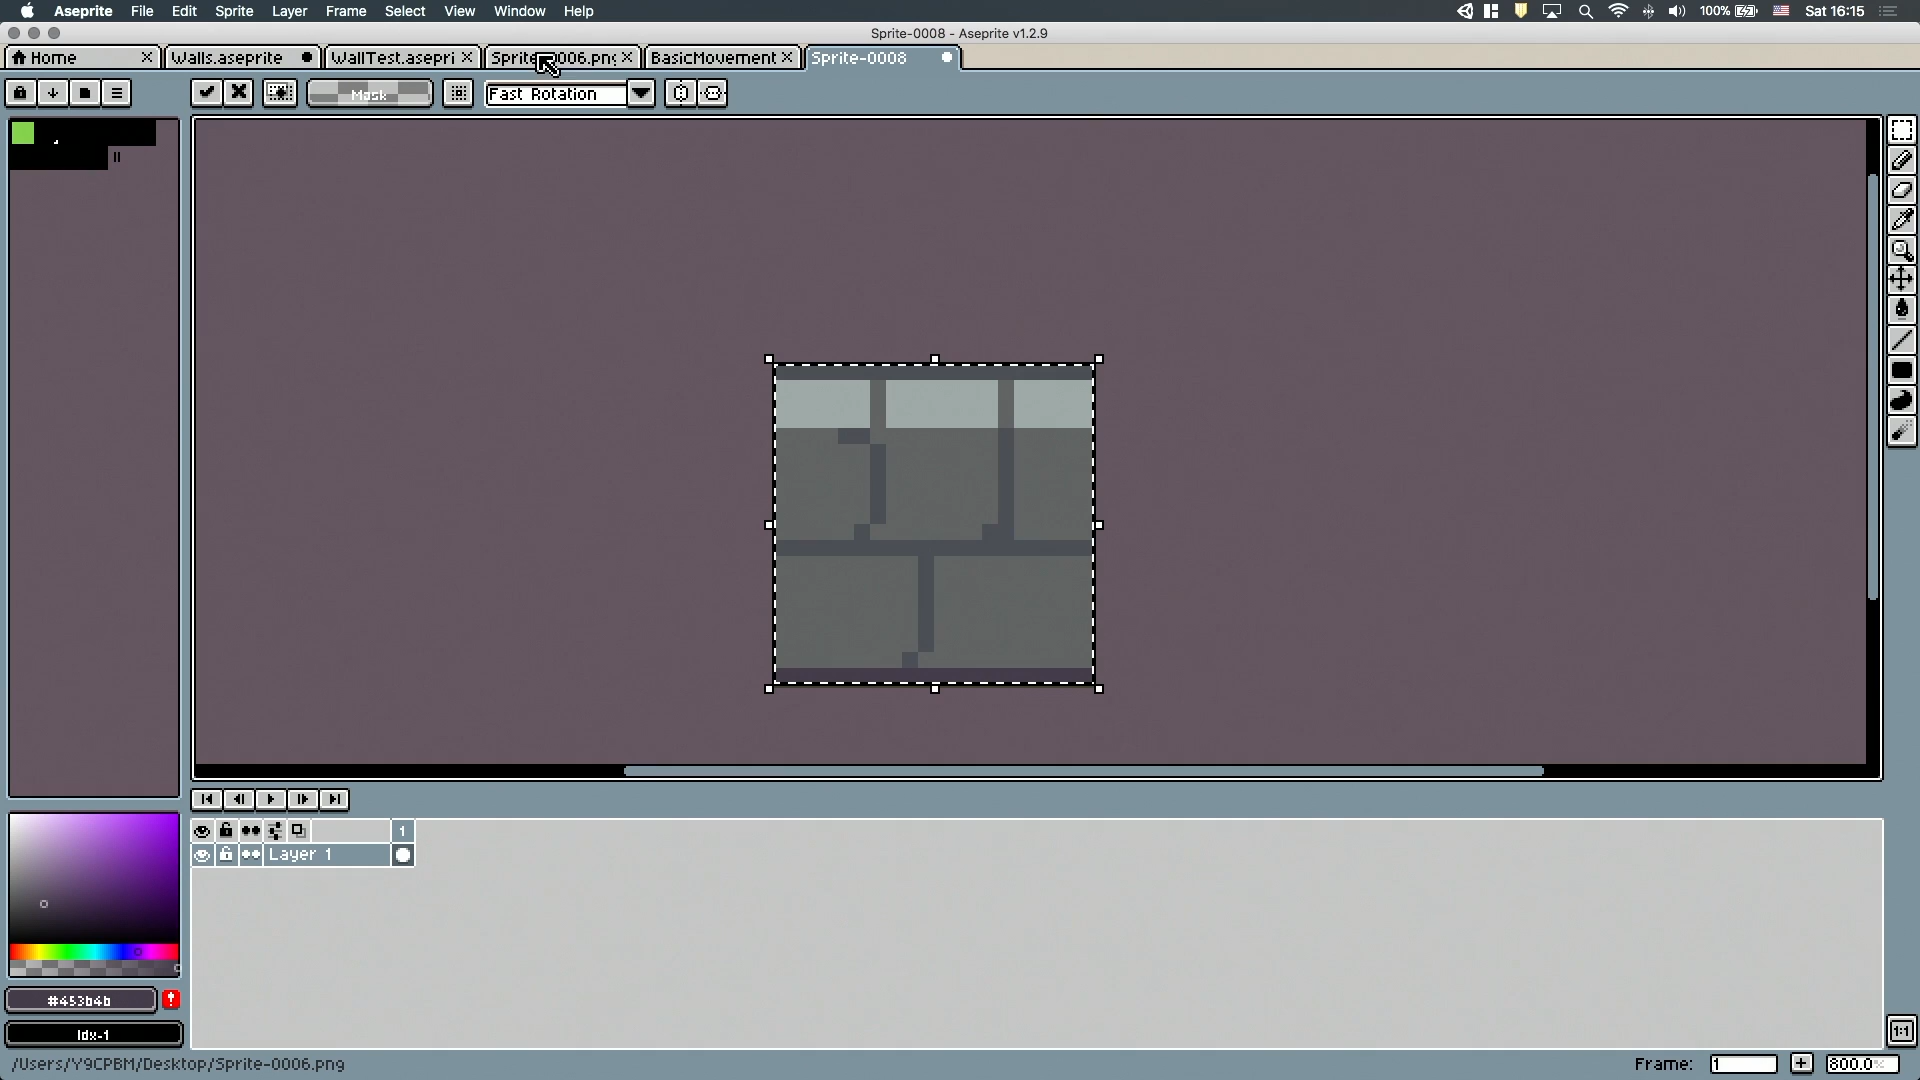 Aseprite File Edit Sprite Layer Frame Select View Window Help 100% Sat 16:15
Sprite-0008 - Aseprite v1.2.9
Home Walls.aseprite WallTest.asepri BasicMovement Sprite-0008
Mask Fast Rotation
1
Layer 1
#453b4b
Idx-1
1:1
/Users/Y9CPBM/Desktop/Sprite-0006.png Frame: 1 800.0